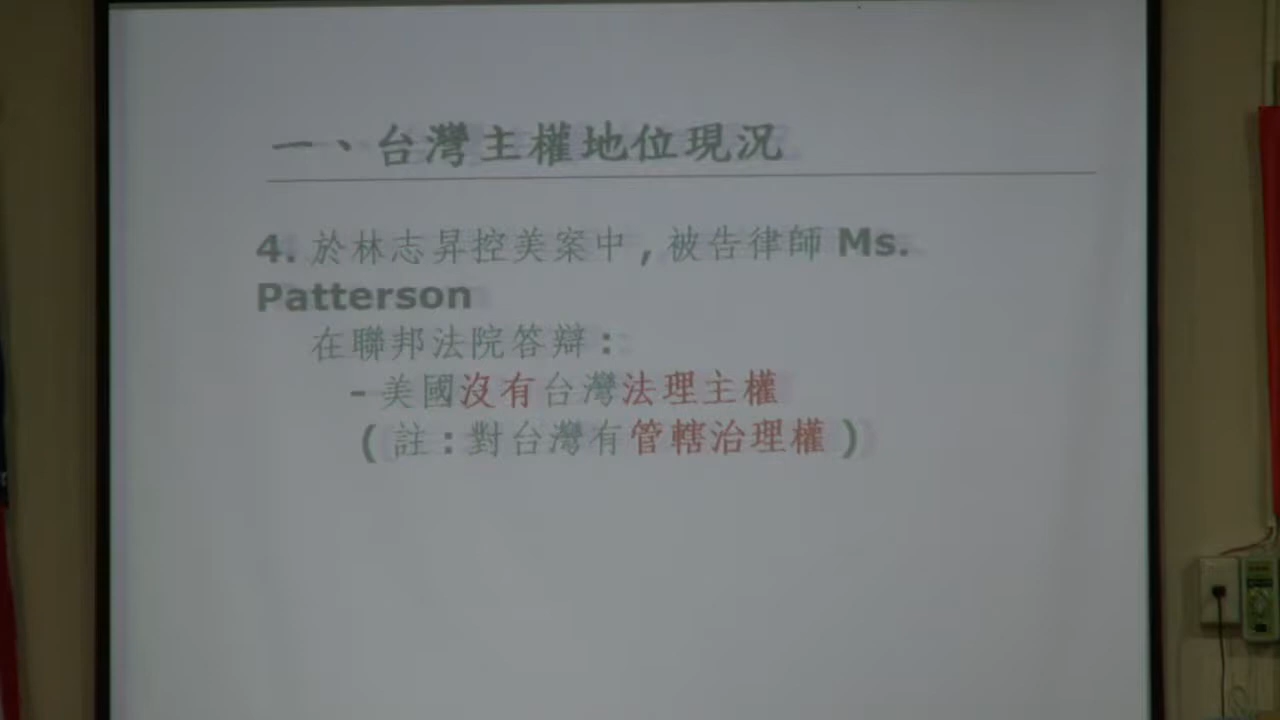 一、台灣主權地位現況
4. 於林志昇控美案中,被告律師 Ms.
Patterson
在聯邦法院答辯:
-美國沒有台灣法理主權
(註:對台灣有管轄治理權)